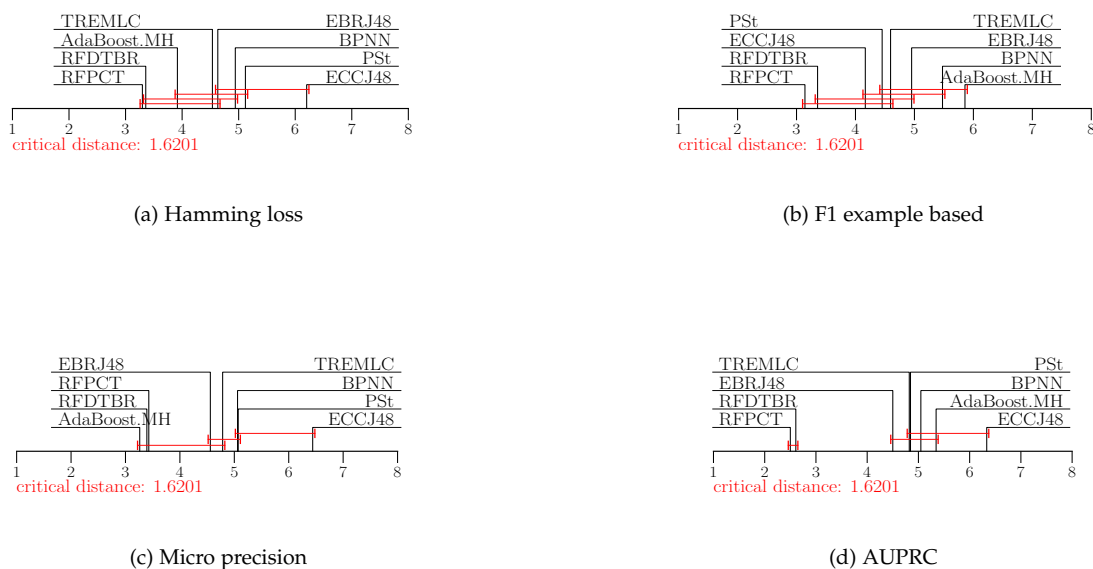 TREMLC EBRJ48
AdaBoost.MH BPNN
RFDTBR PSt
RFPCT ECCJ48
1 2 3 4 5 6 7 8
critical distance: 1.6201
(a) Hamming loss
PSt TREMLC
ECCJ48 EBRJ48
RFDTBR BPNN
RFPCT AdaBoost.MH
1 2 3 4 5 6 7 8
critical distance: 1.6201
(b) F1 example based
EBRJ48 TREMLC
RFPCT BPNN
RFDTBR PSt
AdaBoost.MH ECCJ48
1 2 3 4 5 6 7 8
critical distance: 1.6201
(c) Micro precision
TREMLC PSt
EBRJ48 BPNN
RFDTBR AdaBoost.MH
RFPCT ECCJ48
1 2 3 4 5 6 7 8
critical distance: 1.6201
(d) AUPRC